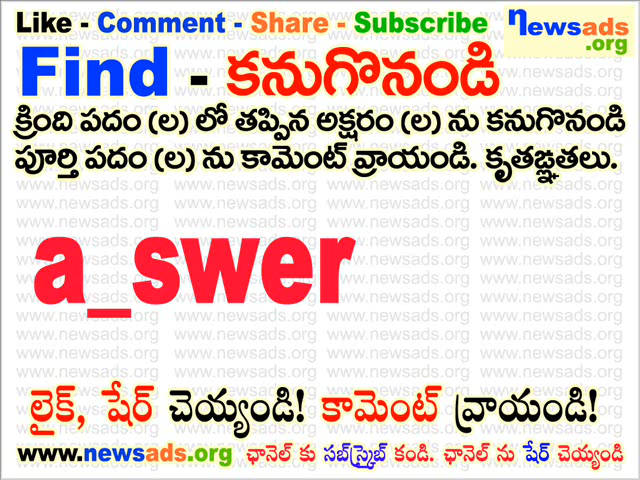 Like - Comment - Share - Subscribe
newsads
.org
Find - కనుగొనండి
క్రింది పదం (ల) లో తప్పిన అక్షరం (ల) ను కనుగొనండి
పూర్తి పదం (ల) ను కామెంట్ వ్రాయండి. కృతఙ్ఞతలు.
a_swer
లైక్, షేర్ చెయ్యండి! కామెంట్ వ్రాయండి!
www.newsads.org ఛానెల్ కు సబ్‌స్క్రైబ్ కండి. ఛానెల్ ను షేర్ చెయ్యండి